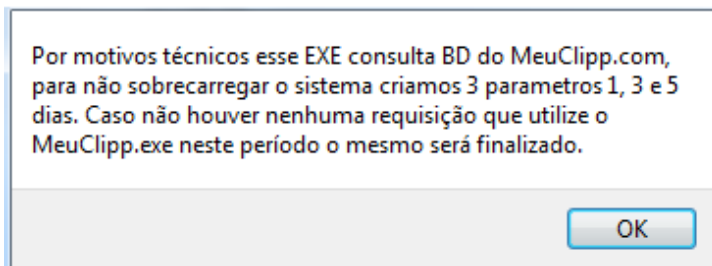 Por motivos técnicos esse EXE consulta BD do MeuClipp.com,
para não sobrecarregar o sistema criamos 3 parametros 1, 3 e 5
dias. Caso não houver nenhuma requisição que utilize o
MeuClipp.exe neste período o mesmo será finalizado.
OK